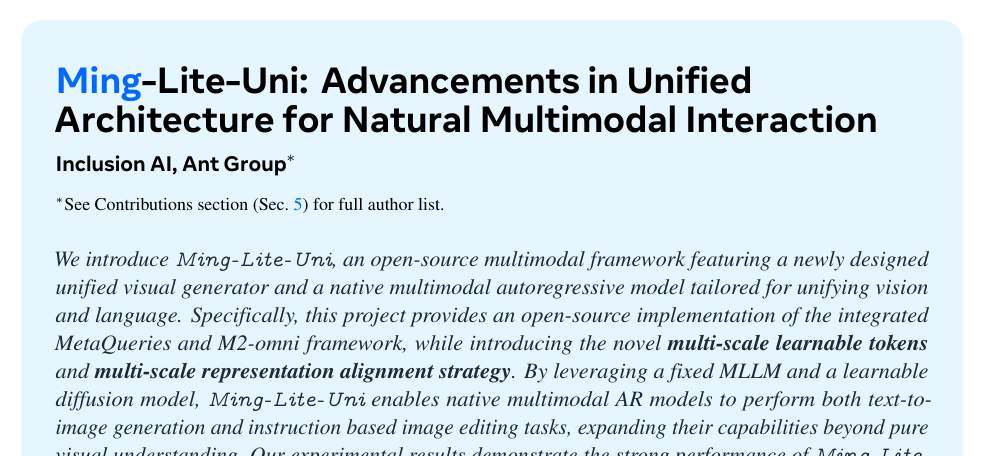 Ming-Lite-Uni: Advancements in Unified
Architecture for Natural Multimodal Interaction
Inclusion AI, Ant Group*
*See Contributions section (Sec. 5) for full author list.
We introduce Ming-Lite-Uni, an open-source multimodal framework featuring a newly designed
unified visual generator and a native multimodal autoregressive model tailored for unifying vision
and language. Specifically, this project provides an open-source implementation of the integrated
MetaQueries and M2-omni framework, while introducing the novel multi-scale learnable tokens
and multi-scale representation alignment strategy. By leveraging a fixed MLLM and a learnable
diffusion model, Ming-Lite-Uni enables native multimodal AR models to perform both text-to-
image generation and instruction based image editing tasks, expanding their capabilities beyond pure
visual understanding. Our experimental results demonstrate the strong performance of Ming-Lite-